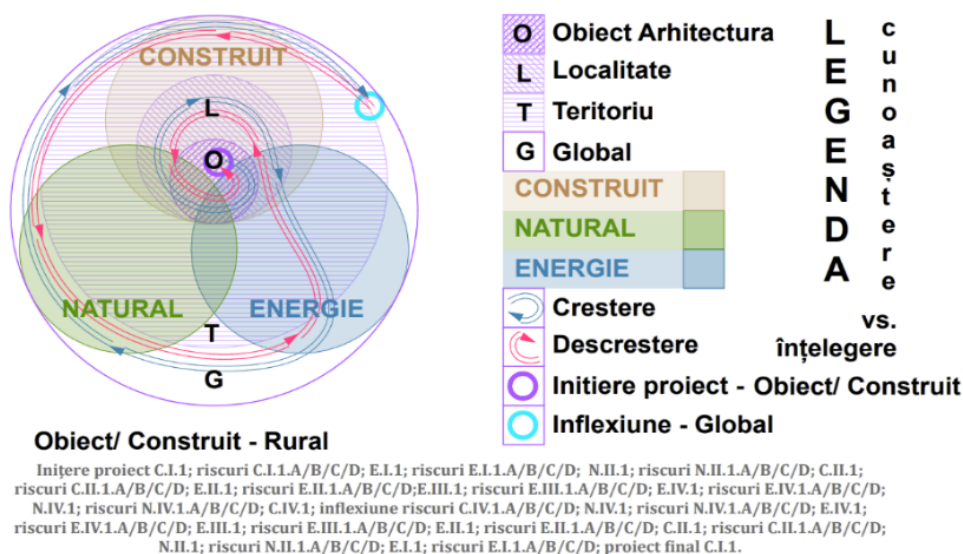 CONSTRUIT
L
O
NATURAL
ENERGIE
T
G
Obiect/ Construit - Rural
O Obiect Arhitectura
L Localitate
T Teritoriu
G Global
CONSTRUIT
NATURAL
ENERGIE
Crestere
Descrestere
Initiere proiect - Obiect/ Construit
Inflexiune - Global
LEGENDA
cunoaștere
vs.
înțelegere
Inițere proiect C.I.1; riscuri C.I.1.A/B/C/D; E.I.1; riscuri E.I.1.A/B/C/D; N.II.1; riscuri N.II.1.A/B/C/D; C.II.1;
riscuri C.II.1.A/B/C/D; E.II.1; riscuri E.II.1.A/B/C/D;E.III.1; riscuri E.III.1.A/B/C/D; E.IV.1; riscuri E.IV.1.A/B/C/D;
N.IV.1; riscuri N.IV.1.A/B/C/D; C.IV.1; inflexiune riscuri C.IV.1.A/B/C/D; N.IV.1; riscuri N.IV.1.A/B/C/D; E.IV.1;
riscuri E.IV.1.A/B/C/D; E.III.1; riscuri E.III.1.A/B/C/D; E.II.1; riscuri E.II.1.A/B/C/D; C.II.1; riscuri C.II.1.A/B/C/D;
N.II.1; riscuri N.II.1.A/B/C/D; E.I.1; riscuri E.I.1.A/B/C/D; proiect final C.I.1.